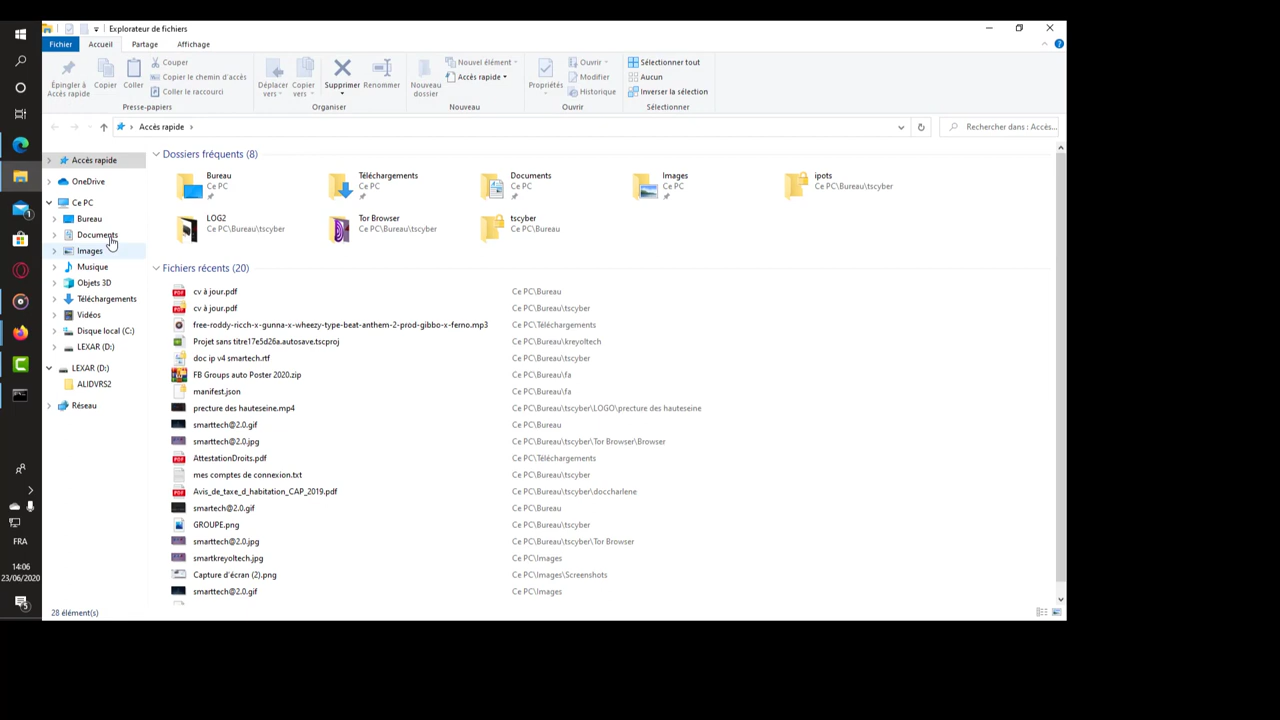 Explorateur de fichiers
Fichier Accueil Partage Affichage
Épingler à Accès rapide
Copier
Coller
Couper
Copier le chemin d'accès
Coller le raccourci
Presse-papiers
Déplacer vers
Copier vers
Supprimer
Renommer
Organiser
Nouveau dossier
Nouvel élément
Accès rapide
Nouveau
Propriétés
Ouvrir
Modifier
Historique
Ouvrir
Sélectionner tout
Aucun
Inverser la sélection
Sélectionner
Accès rapide
Rechercher dans : Accès...
Accès rapide
OneDrive
Ce PC
Bureau
Documents
Images
Musique
Objets 3D
Téléchargements
Vidéos
Disque local (C:)
LEXAR (D:)
LEXAR (D:)
ALIDVRS2
Réseau
Dossiers fréquents (8)
Bureau
Ce PC
Téléchargements
Ce PC
Documents
Ce PC
Images
Ce PC
ipots
Ce PC\Bureau\tscyber
LOG2
Ce PC\Bureau\tscyber
Tor Browser
Ce PC\Bureau\tscyber
tscyber
Ce PC\Bureau
Fichiers récents (20)
cv à jour.pdf Ce PC\Bureau
cv à jour.pdf Ce PC\Bureau\tscyber
free-roddy-ricch-x-gunna-x-wheezy-type-beat-anthem-2-prod-gibbo-x-ferno.mp3 Ce PC\Téléchargements
Projet sans titre17e5d26a.autosave.tscproj Ce PC\Bureau\kreyoltech
doc ip v4 smartech.rtf Ce PC\Bureau\tscyber
FB Groups auto Poster 2020.zip Ce PC\Bureau\fa
manifest.json Ce PC\Bureau\fa
precture des hauteseine.mp4 Ce PC\Bureau\tscyber\LOGO\precture des hauteseine
smarttech@2.0.gif Ce PC\Bureau
smarttech@2.0.jpg Ce PC\Bureau\tscyber\Tor Browser\Browser
AttestationDroits.pdf Ce PC\Téléchargements
mes comptes de connexion.txt Ce PC\Bureau\tscyber
Avis_de_taxe_d_habitation_CAP_2019.pdf Ce PC\Bureau\tscyber\doccharlene
smartech@2.0.gif Ce PC\Bureau
GROUPE.png Ce PC\Bureau\tscyber
smarttech@2.0.jpg Ce PC\Bureau\tscyber\Tor Browser
smartkreyoltech.jpg Ce PC\Images
Capture d'écran (2).png Ce PC\Images\Screenshots
smarttech@2.0.gif Ce PC\Images
28 élément(s)
1
FRA
14:06
23/06/2020
5